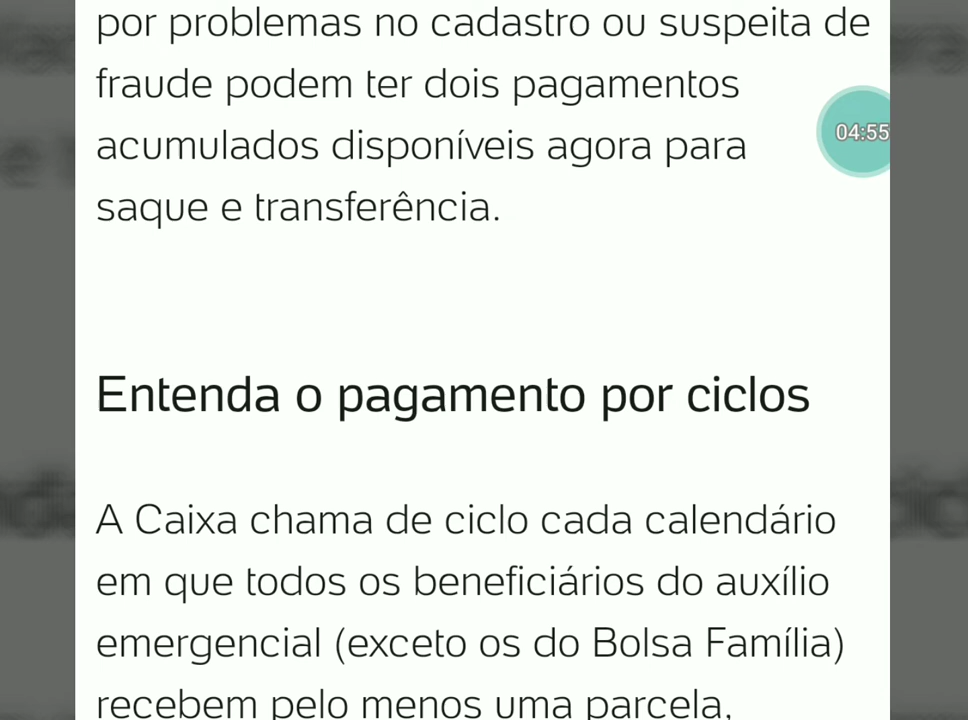 por problemas no cadastro ou suspeita de
fraude podem ter dois pagamentos
acumulados disponíveis agora para
04:55
saque e transferência.
Entenda o pagamento por ciclos
A Caixa chama de ciclo cada calendário
em que todos os beneficiários do auxílio
emergencial (exceto os do Bolsa Família)
recebem pelo menos uma parcela,